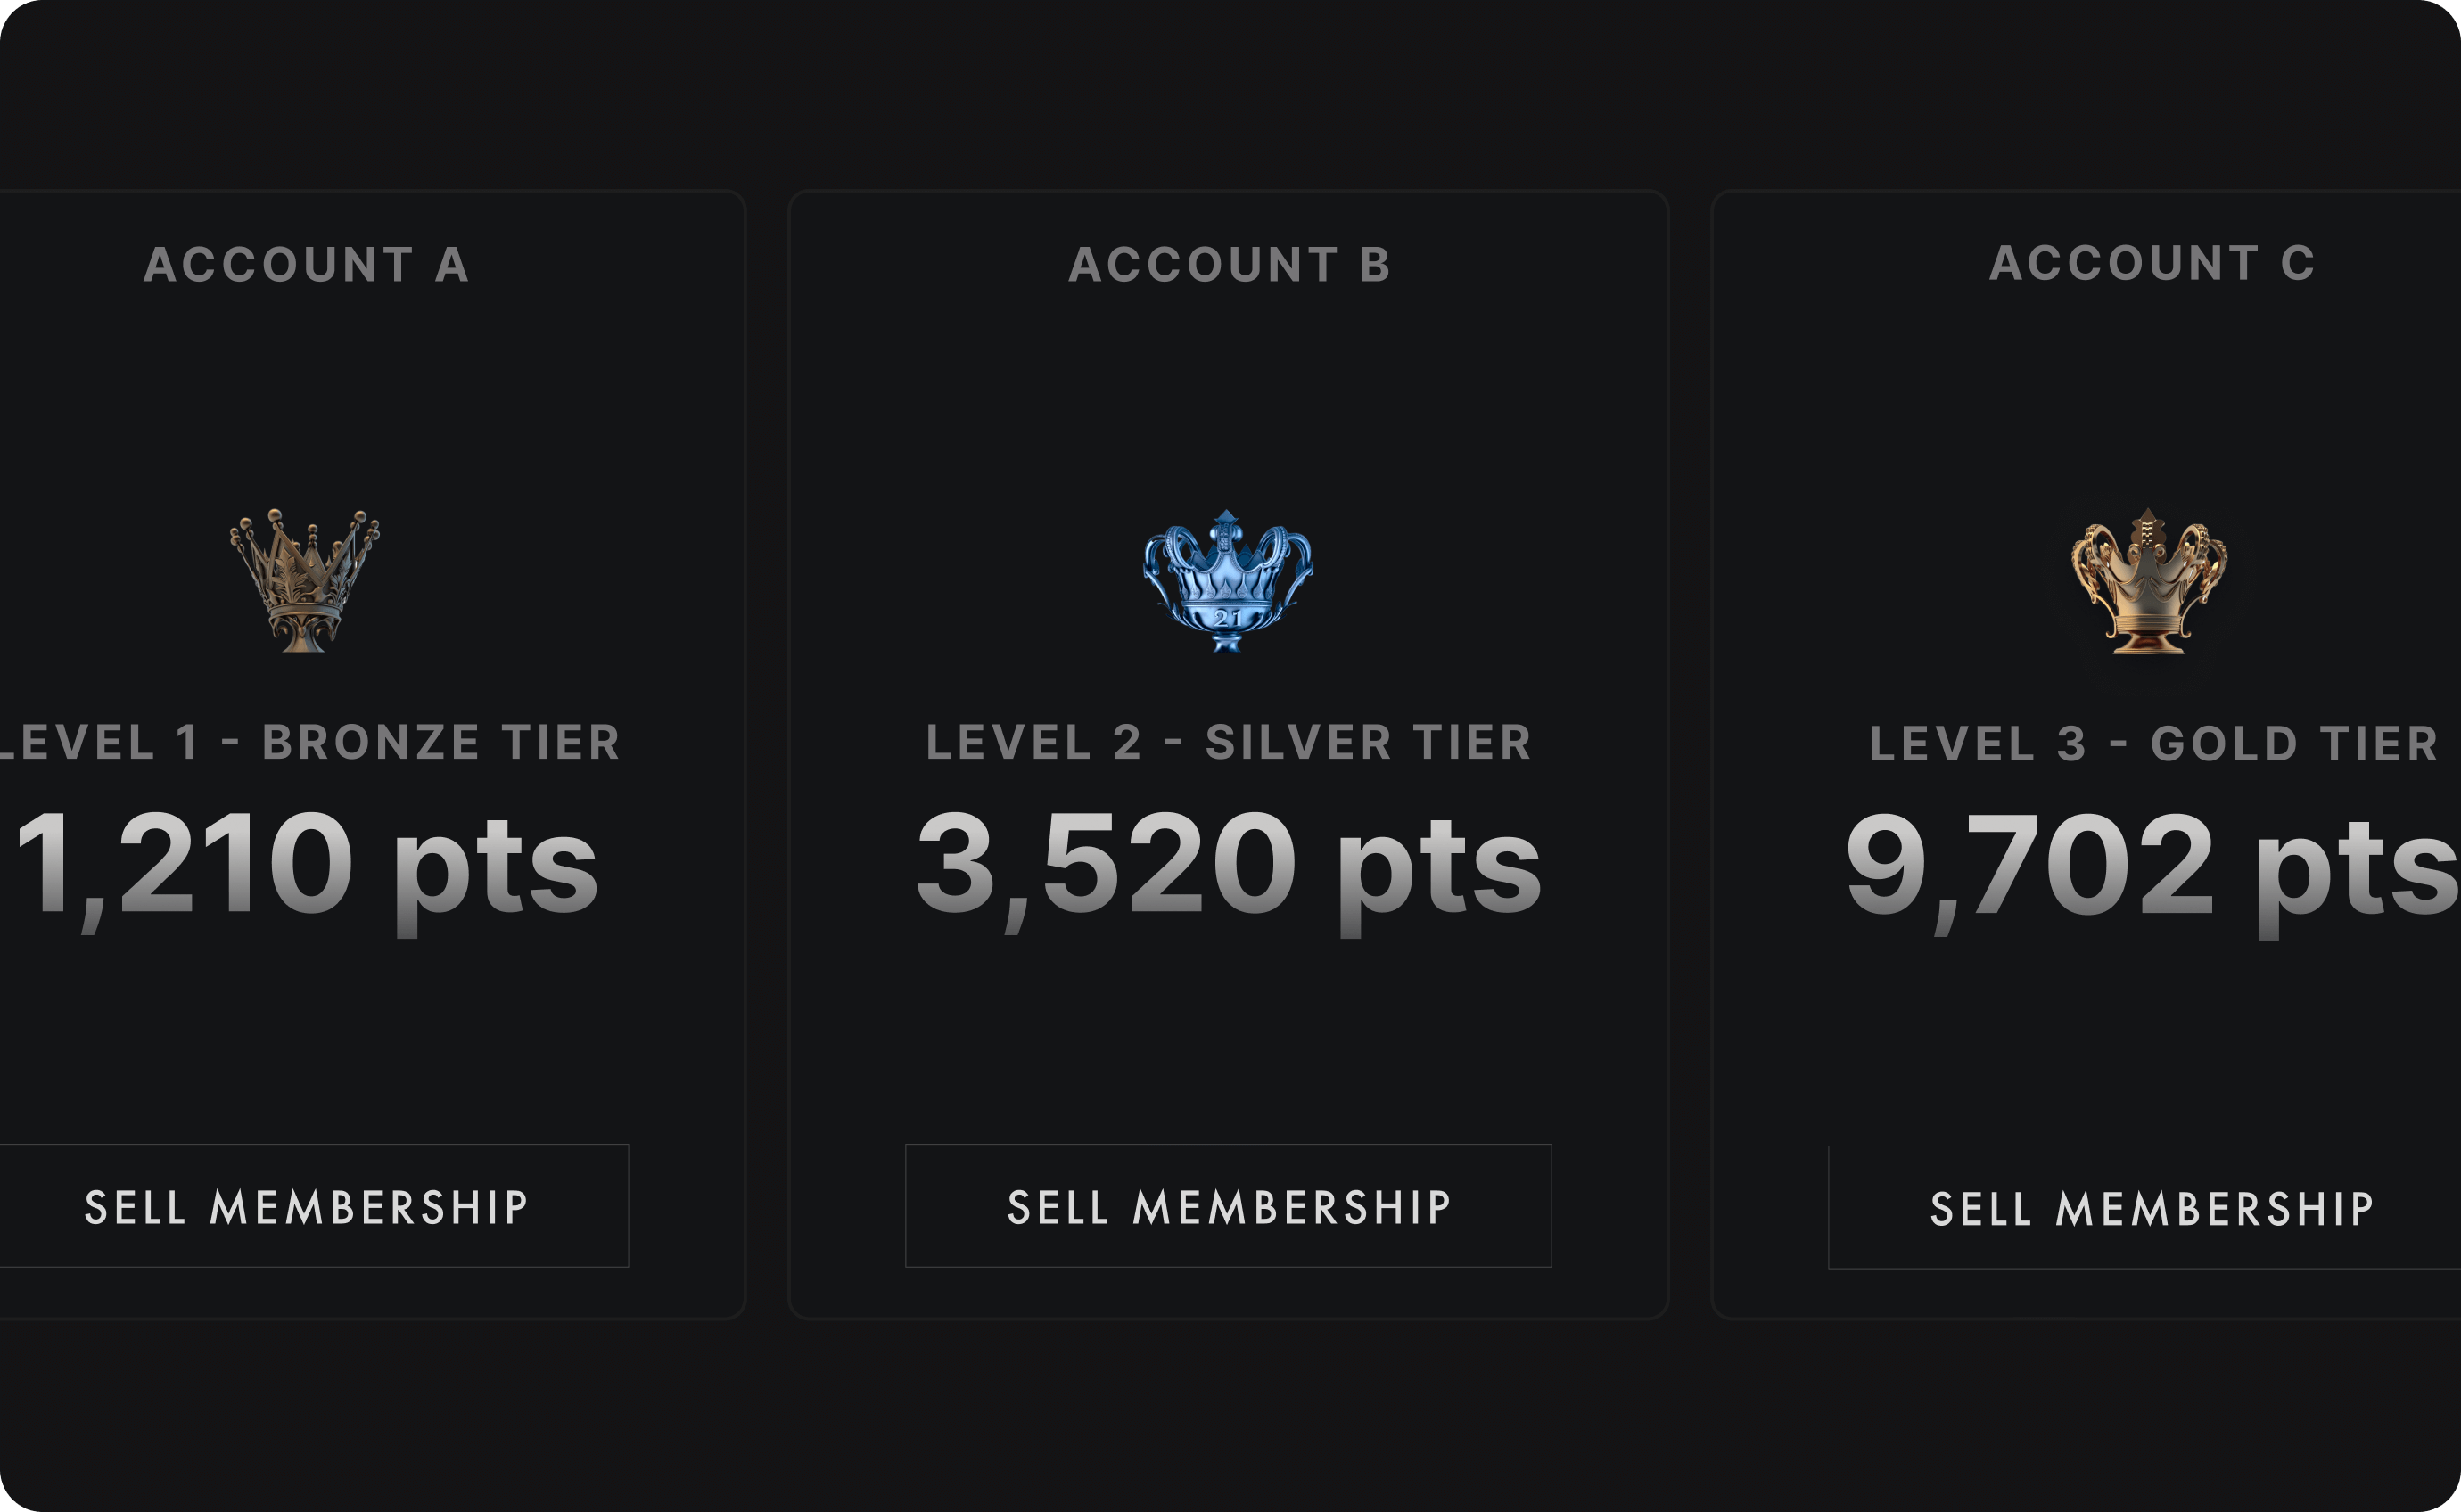 ACCOUNT A
LEVEL 1 - BRONZE TIER
1,210 pts
SELL MEMBERSHIP
ACCOUNT B
21
LEVEL 2 - SILVER TIER
3,520 pts
SELL MEMBERSHIP
ACCOUNT C
LEVEL 3 - GOLD TIER
9,702 pts
SELL MEMBERSHIP